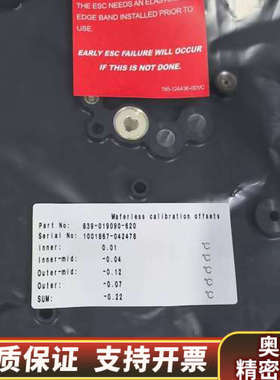 THE ESC NEEDS AN ELAS
EDGE BAND INSTALLED PRIOR TO
USE.
EARLY ESC FAILURE WILL OCCUR
IF THIS IS NOT DONE.
Waferless calibration offsets
Part No: 839-019090-620
Serial No: 1001867-042478
Inner: 0.01 ℃
Inner-mid: -0.04 ℃
Outer-mid: -0.12 ℃
Outer: -0.07 ℃
SUM: -0.22 ℃
质保证 支持开
奥
精密